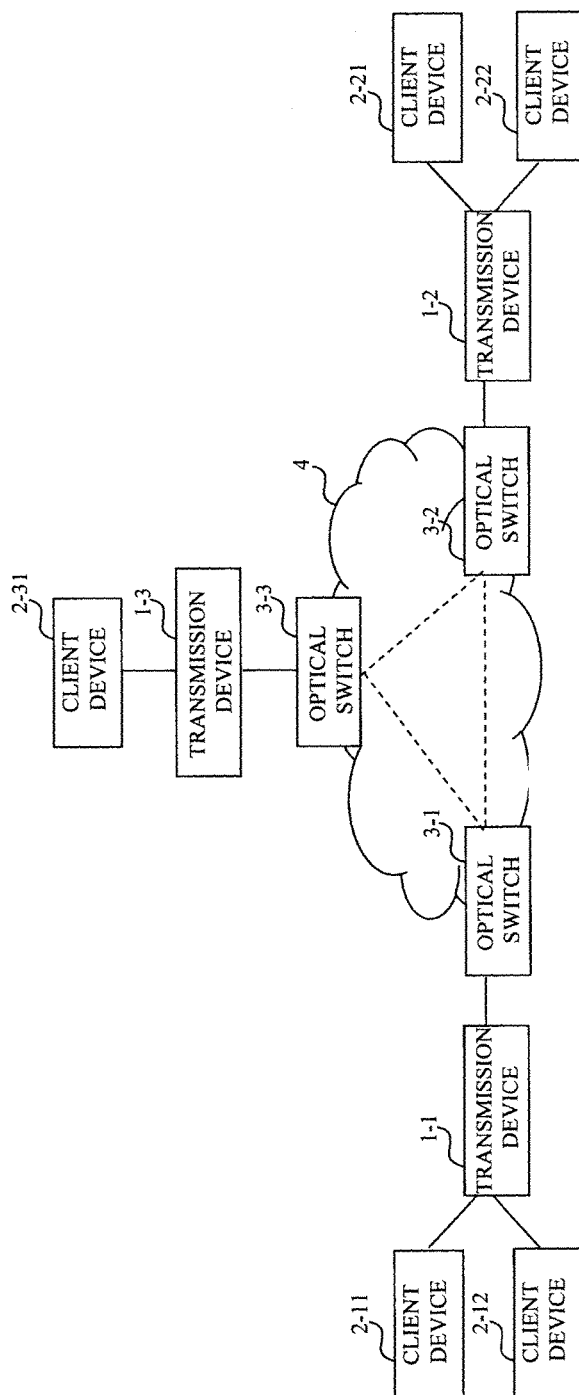 2-31
CLIENT
DEVICE
1-3
TRANSMISSION
DEVICE
3-3
OPTICAL
SWITCH
4
2-11
CLIENT
DEVICE
2-12
CLIENT
DEVICE
1-1
TRANSMISSION
DEVICE
3-1
OPTICAL
SWITCH
3-2
OPTICAL
SWITCH
1-2
TRANSMISSION
DEVICE
2-21
CLIENT
DEVICE
2-22
CLIENT
DEVICE